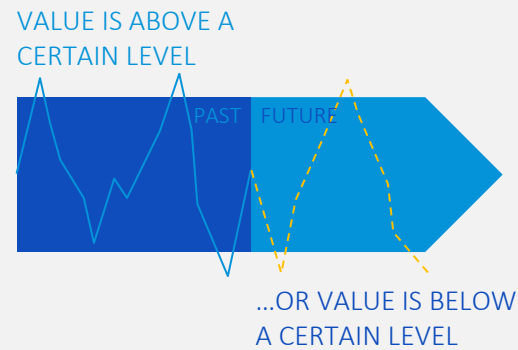 VALUE IS ABOVE A
CERTAIN LEVEL
PAST
FUTURE
...OR VALUE IS BELOW
A CERTAIN LEVEL